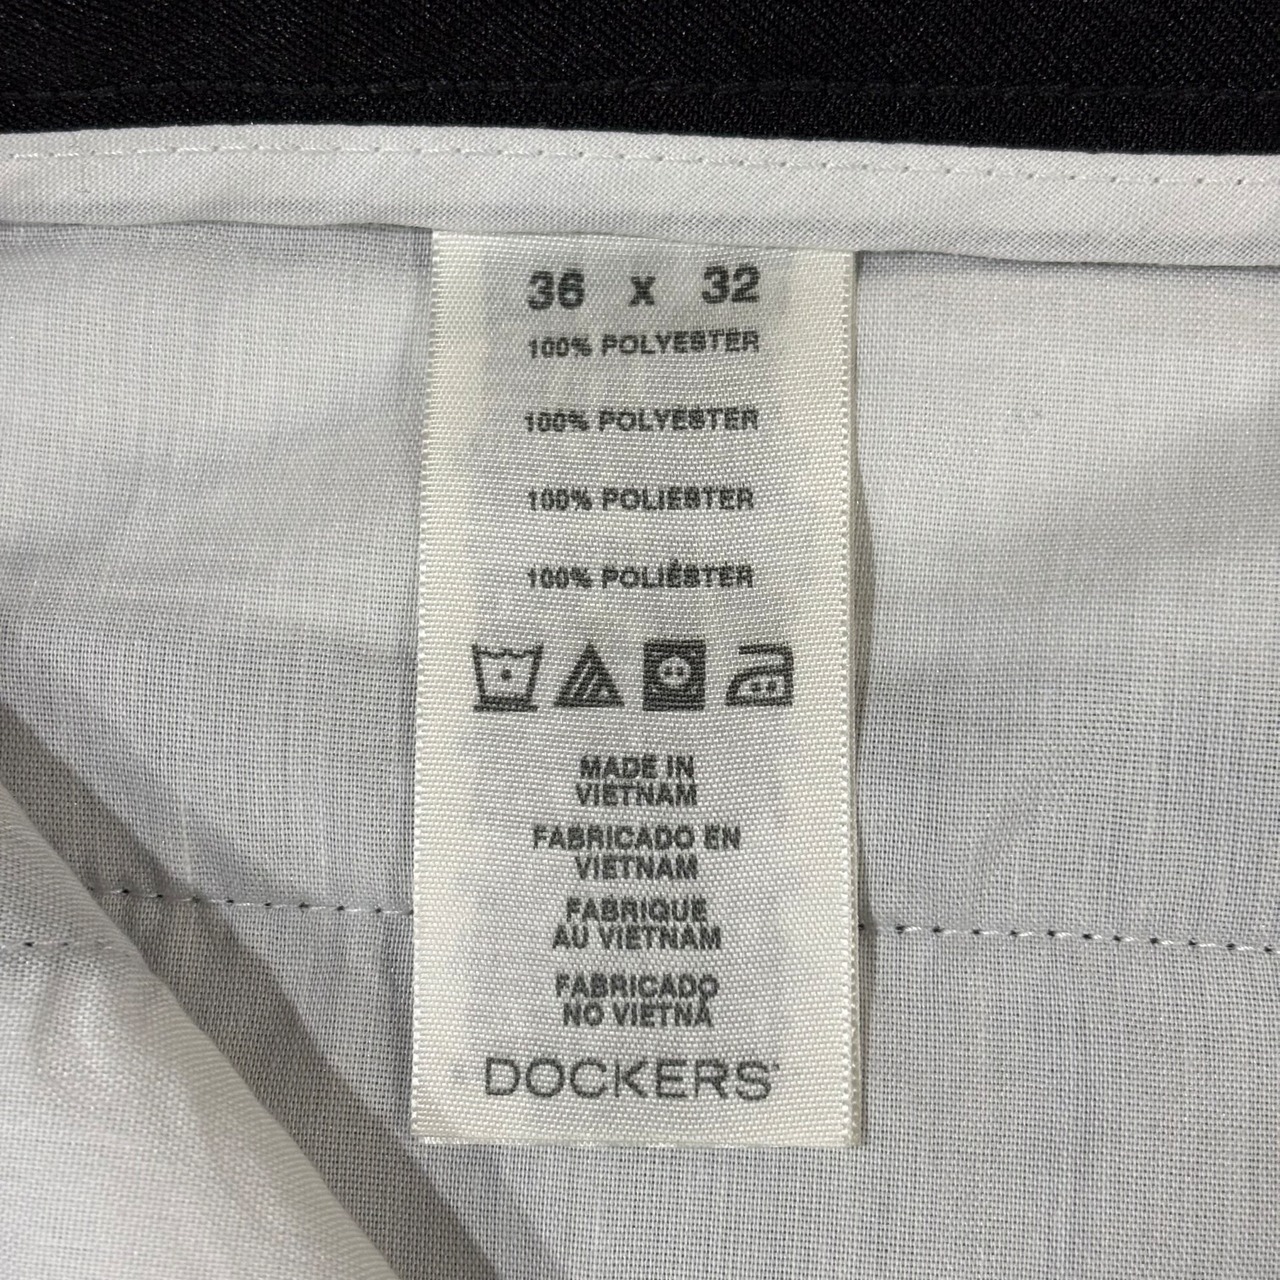 36 x 32
100% POLYESTER
100% POLYESTER
100% POLIESTER
100% POLIÉSTER
MADE IN
VIETNAM
FABRICADO EN
VIETNAM
FABRIQUE
AU VIETNAM
FABRICADO
NO VIETNÃ
DOCKERS